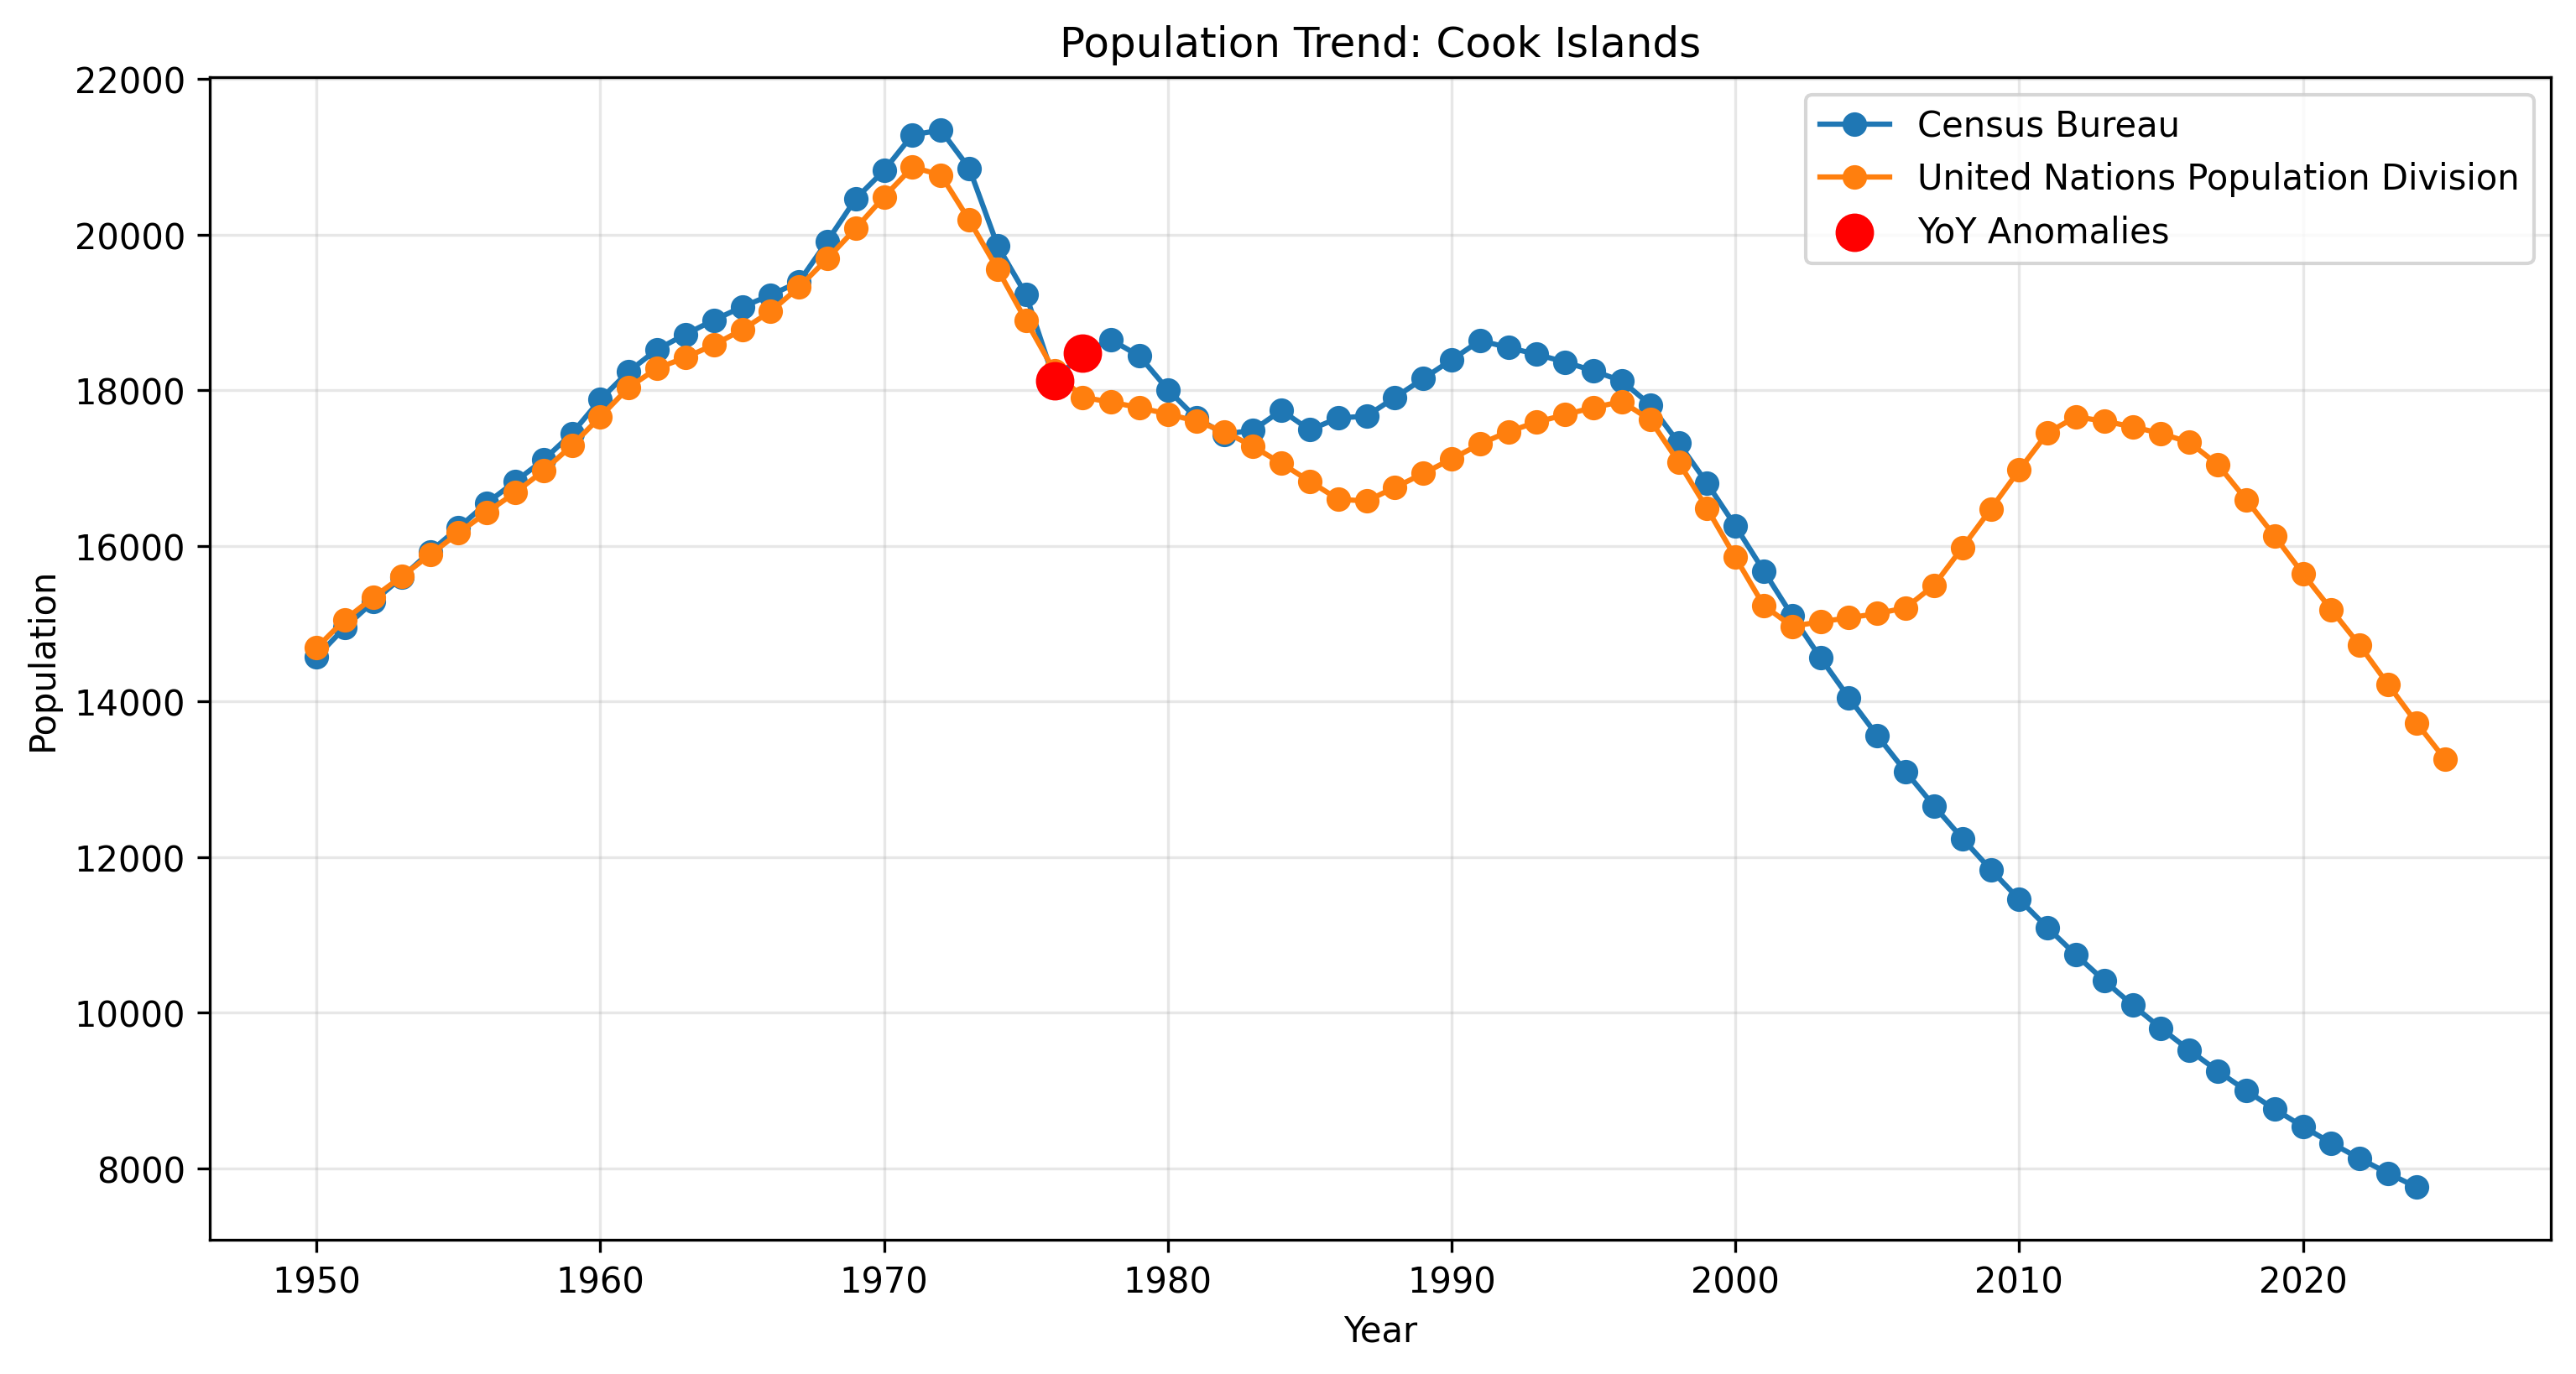 Population Trend: Cook Islands
22000
20000
18000
16000
14000
12000
10000
8000
Population
Census Bureau
United Nations Population Division
YoY Anomalies
1950 1960 1970 1980 1990 2000 2010 2020
Year